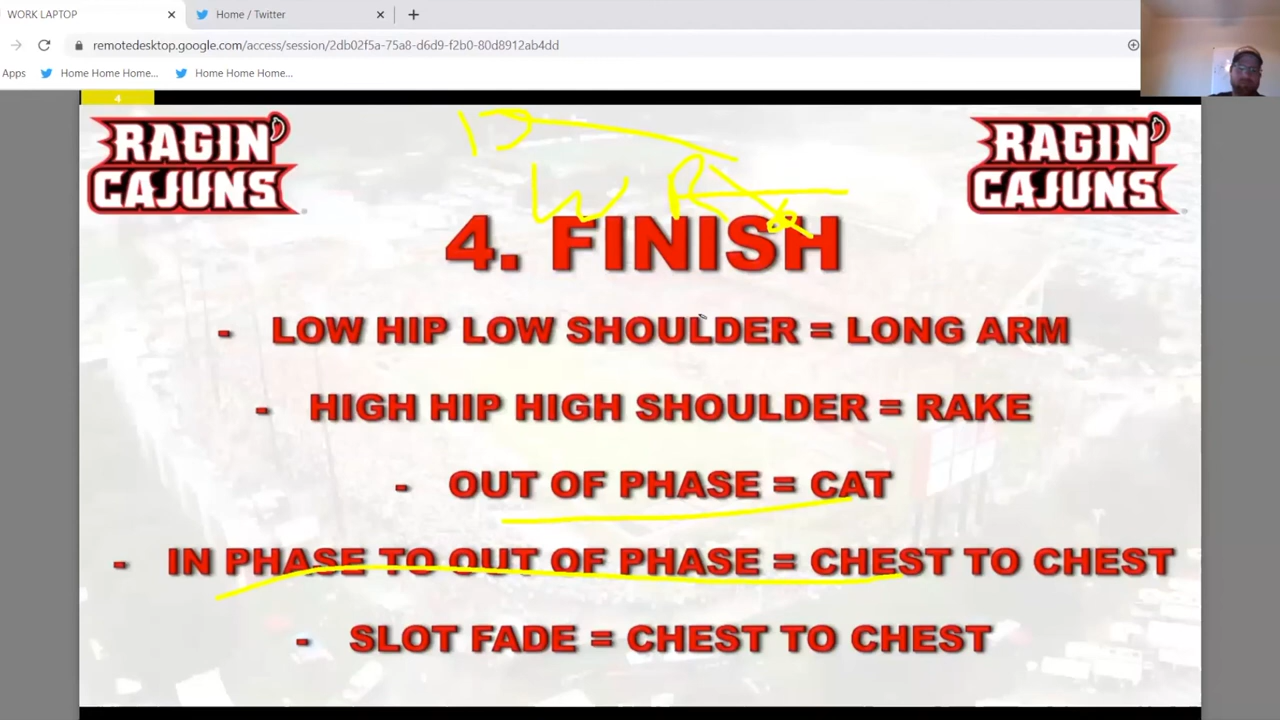 WORK LAPTOP
Home / Twitter
remotedesktop.google.com/access/session/2db02f5a-75a8-d6d9-f2b0-80d8912ab4dd
Apps
Home Home Home...
Home Home Home...
4
RAGIN' CAJUNS
RAGIN' CAJUNS
D
WR
4. FINISH
- LOW HIP LOW SHOULDER = LONG ARM
- HIGH HIP HIGH SHOULDER = RAKE
- OUT OF PHASE = CAT
- IN PHASE TO OUT OF PHASE = CHEST TO CHEST
- SLOT FADE = CHEST TO CHEST